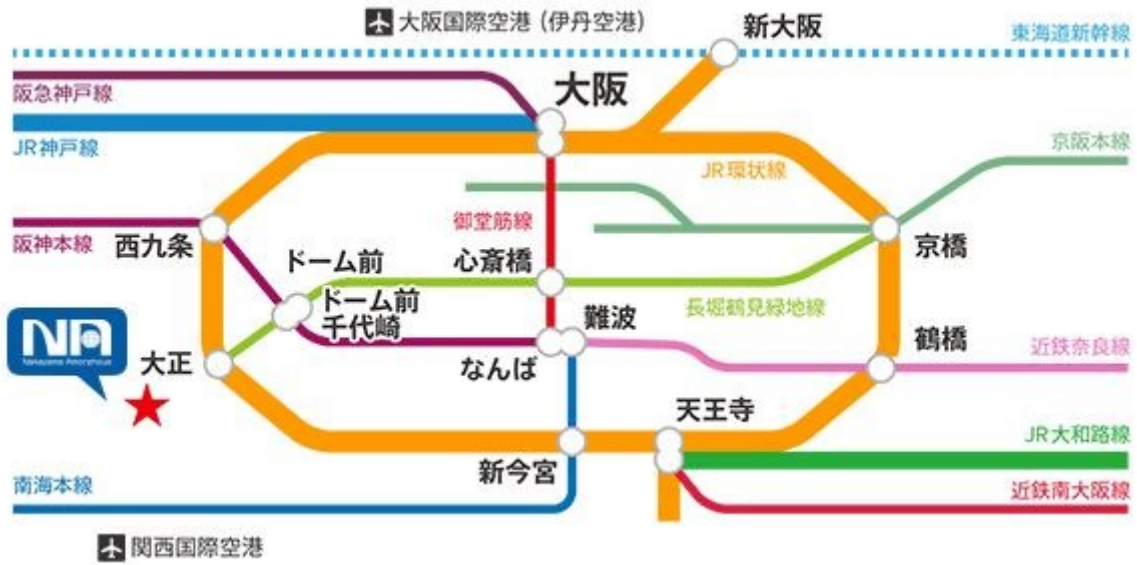 大阪国際空港（伊丹空港）
新大阪
東海道新幹線
阪急神戸線
大阪
JR神戸線
京阪本線
JR環状線
御堂筋線
阪神本線
西九条
ドーム前
心斎橋
京橋
ドーム前
千代崎
難波
長堀鶴見緑地線
NA
Nakayama Amorphous
大正
なんば
鶴橋
近鉄奈良線
天王寺
JR大和路線
新今宮
南海本線
近鉄南大阪線
関西国際空港